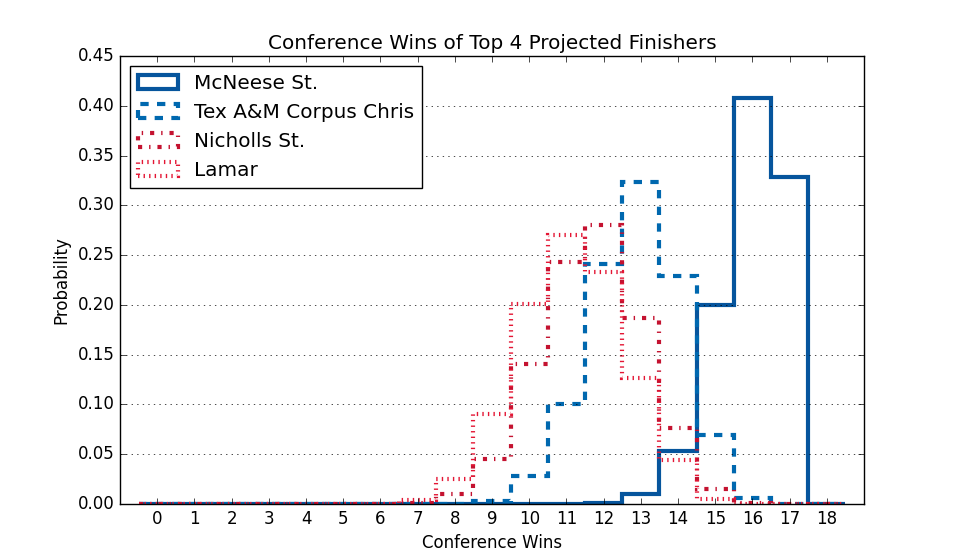 Conference Wins of Top 4 Projected Finishers
0.45
0.40
0.35
0.30
0.25
0.20
0.15
0.10
0.05
0.00
Probability
McNeese St.
Tex A&M Corpus Chris
Nicholls St.
Lamar
0 1 2 3 4 5 6 7 8 9 10 11 12 13 14 15 16 17 18
Conference Wins